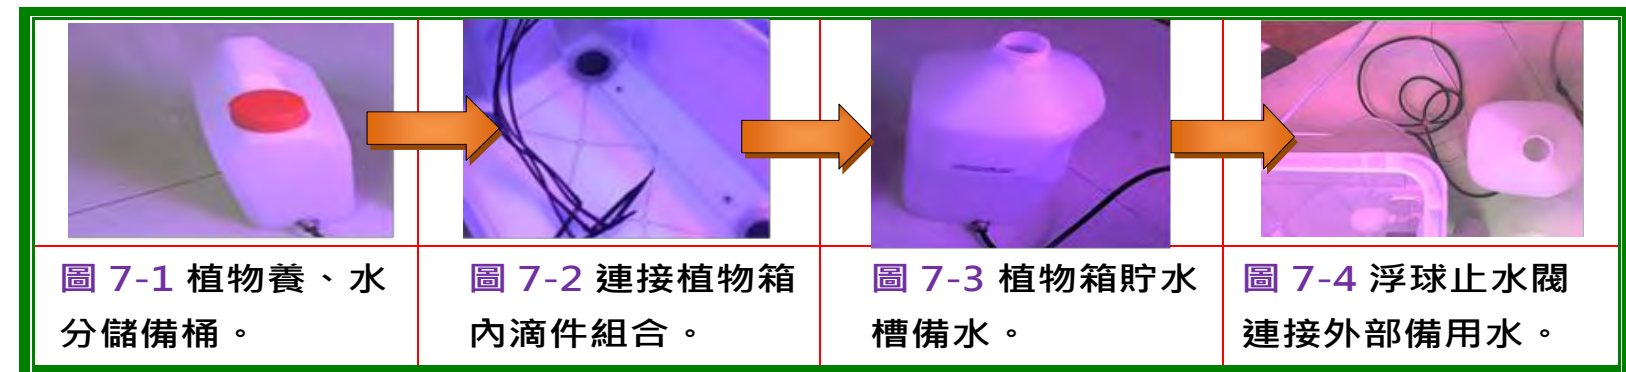 圖 7-1 植物養、水
分儲備桶。
圖 7-2 連接植物箱
內滴件組合。
圖 7-3 植物箱貯水
槽備水。
圖 7-4 浮球止水閥
連接外部備用水。